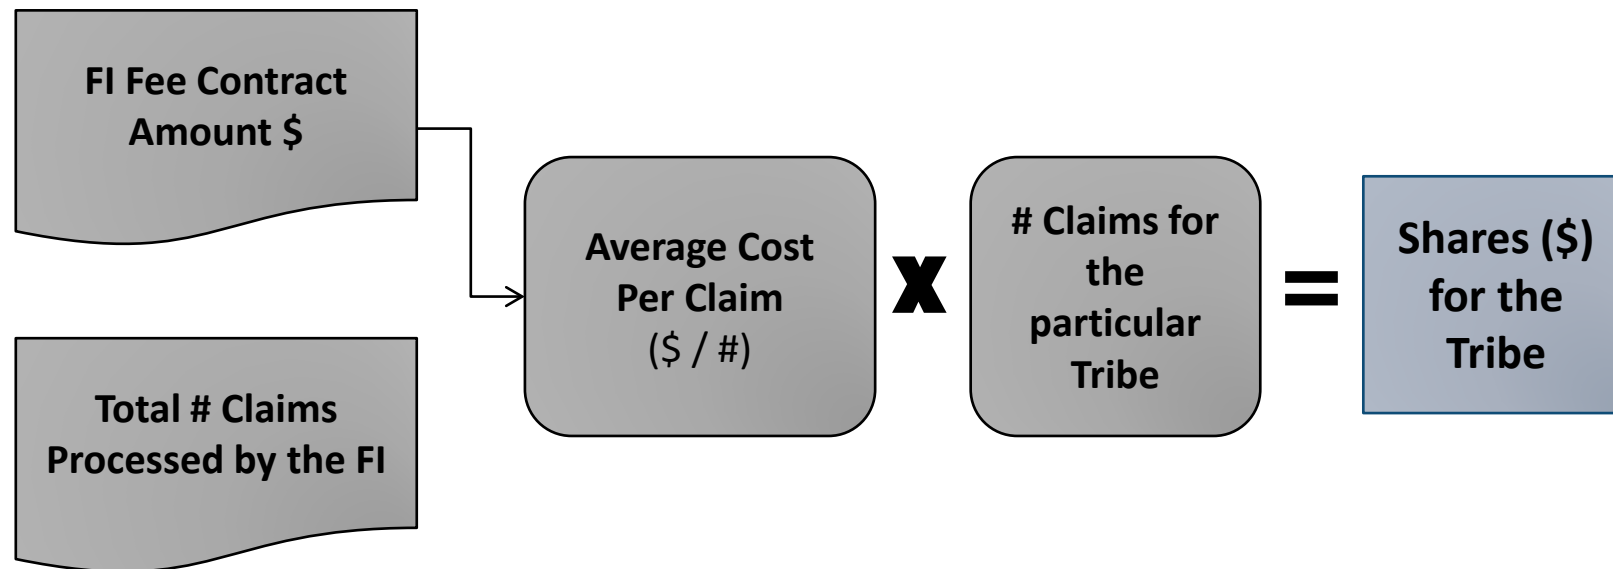 FI Fee Contract
Amount $
Total # Claims
Processed by the FI
Average Cost
Per Claim
($ / #)
X
# Claims for
the
particular
Tribe
=
Shares ($)
for the
Tribe